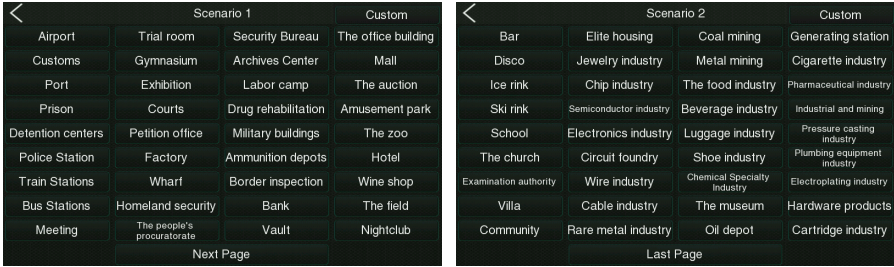 Scenario 1 Custom
Airport Trial room Security Bureau The office building
Customs Gymnasium Archives Center Mall
Port Exhibition Labor camp The auction
Prison Courts Drug rehabilitation Amusement park
Detention centers Petition office Military buildings The zoo
Police Station Factory Ammunition depots Hotel
Train Stations Wharf Border inspection Wine shop
Bus Stations Homeland security Bank The field
Meeting The people's procuratorate Vault Nightclub
Next Page
Scenario 2 Custom
Bar Elite housing Coal mining Generating station
Disco Jewelry industry Metal mining Cigarette industry
Ice rink Chip industry The food industry Pharmaceutical industry
Ski rink Semiconductor industry Beverage industry Industrial and mining
School Electronics industry Luggage industry Pressure casting industry
The church Circuit foundry Shoe industry Plumbing equipment industry
Examination authority Wire industry Chemical Specialty Industry Electroplating industry
Villa Cable industry The museum Hardware products
Community Rare metal industry Oil depot Cartridge industry
Last Page